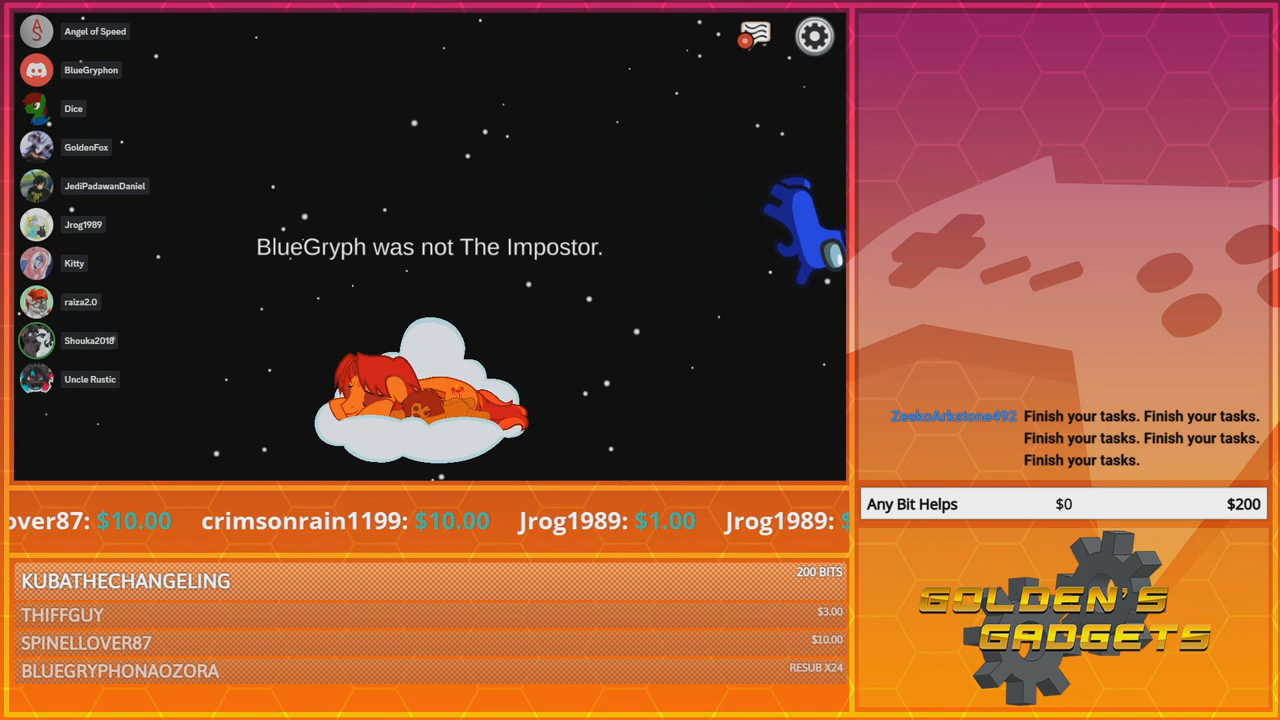 Angel of Speed
BlueGryphon
Dice
GoldenFox
JediPadawanDaniel
Jrog1989
Kitty
raiza2.0
Shouka2018
Uncle Rustic
BlueGryph was not The Impostor.
ZeekoArkstone492 Finish your tasks. Finish your tasks.
Finish your tasks. Finish your tasks.
Finish your tasks.
Any Bit Helps $0 $200
over87: $10.00 crimsonrain1199: $10.00 Jrog1989: $1.00 Jrog1989: $
KUBATHECHANGELING 200 BITS
THIFFGUY $3.00
SPINELLOVER87 $10.00
BLUEGRYPHONAOZORA RESUB X24
GOLDEN'S
GADGETS